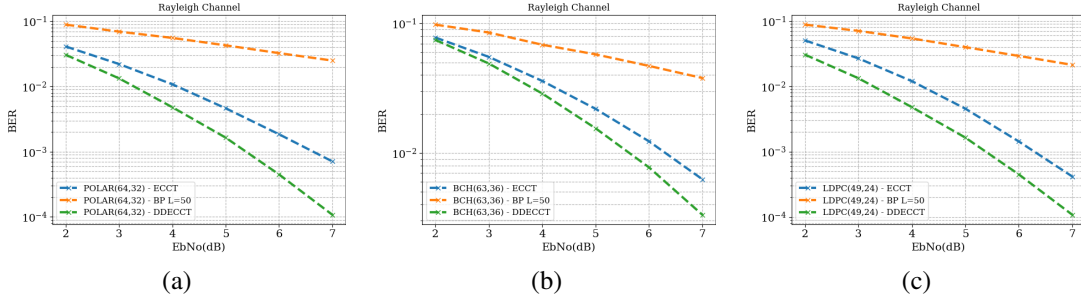 Rayleigh Channel
BER
10⁻¹
10⁻²
10⁻³
10⁻⁴
POLAR(64,32) - ECCT
POLAR(64,32) - BP L=50
POLAR(64,32) - DDECCT
2 3 4 5 6 7
EbNo(dB)
(a)
Rayleigh Channel
BER
10⁻¹
10⁻²
BCH(63,36) - ECCT
BCH(63,36) - BP L=50
BCH(63,36) - DDECCT
2 3 4 5 6 7
EbNo(dB)
(b)
Rayleigh Channel
BER
10⁻¹
10⁻²
10⁻³
10⁻⁴
LDPC(49,24) - ECCT
LDPC(49,24) - BP L=50
LDPC(49,24) - DDECCT
2 3 4 5 6 7
EbNo(dB)
(c)